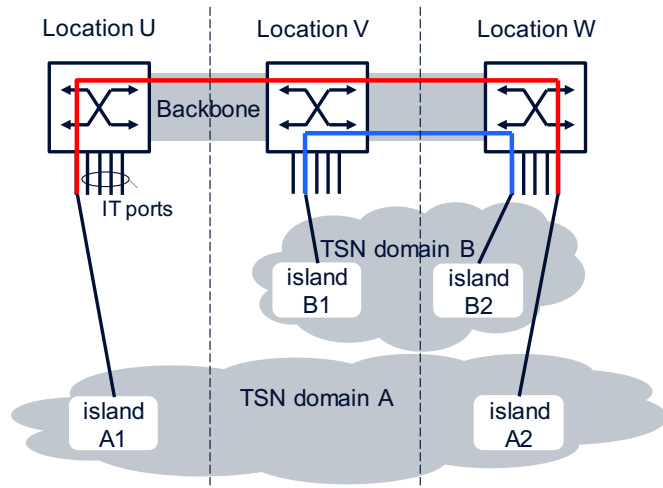 Location U
Location V
Location W
Backbone
IT ports
TSN domain B
island
B1
island
B2
TSN domain A
island
A1
island
A2